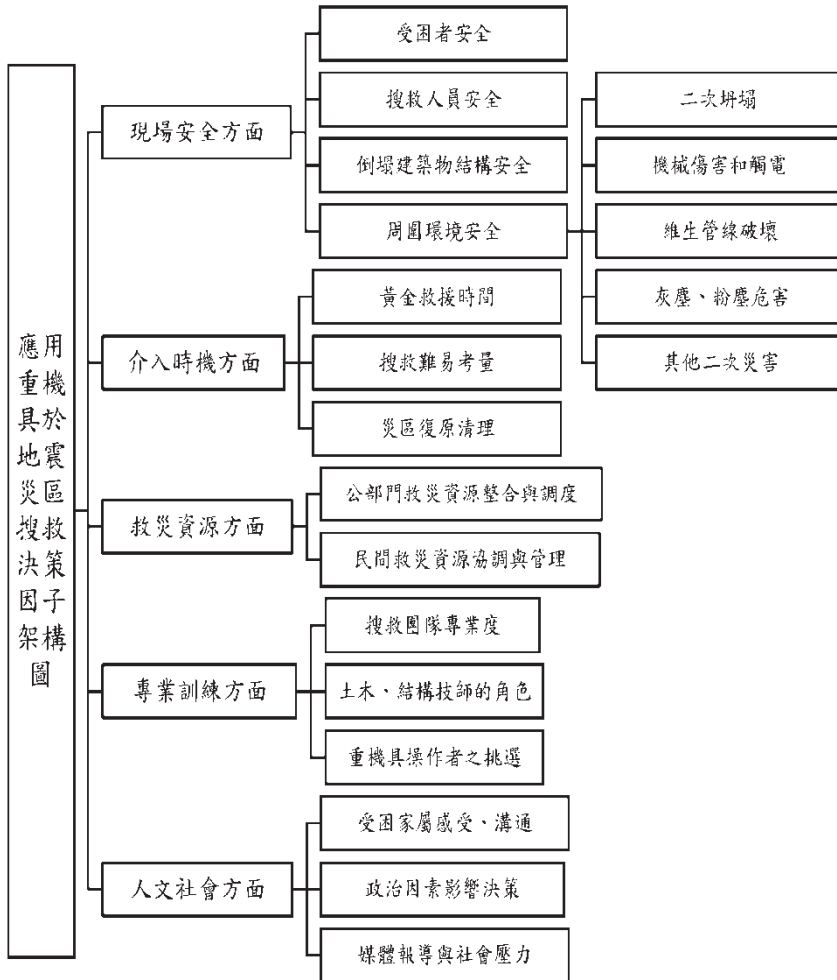 應用
重機
具於
地震
災區
搜救
決策
因子
架構
圖
現場安全方面
受困者安全
搜救人員安全
倒塌建築物結構安全
周圍環境安全
二次坍塌
機械傷害和觸電
維生管線破壞
灰塵、粉塵危害
其他二次災害
介入時機方面
黃金救援時間
搜救難易考量
災區復原清理
救災資源方面
公部門救災資源整合與調度
民間救災資源協調與管理
專業訓練方面
搜救團隊專業度
土木、結構技師的角色
重機具操作者之挑選
人文社會方面
受困家屬感受、溝通
政治因素影響決策
媒體報導與社會壓力